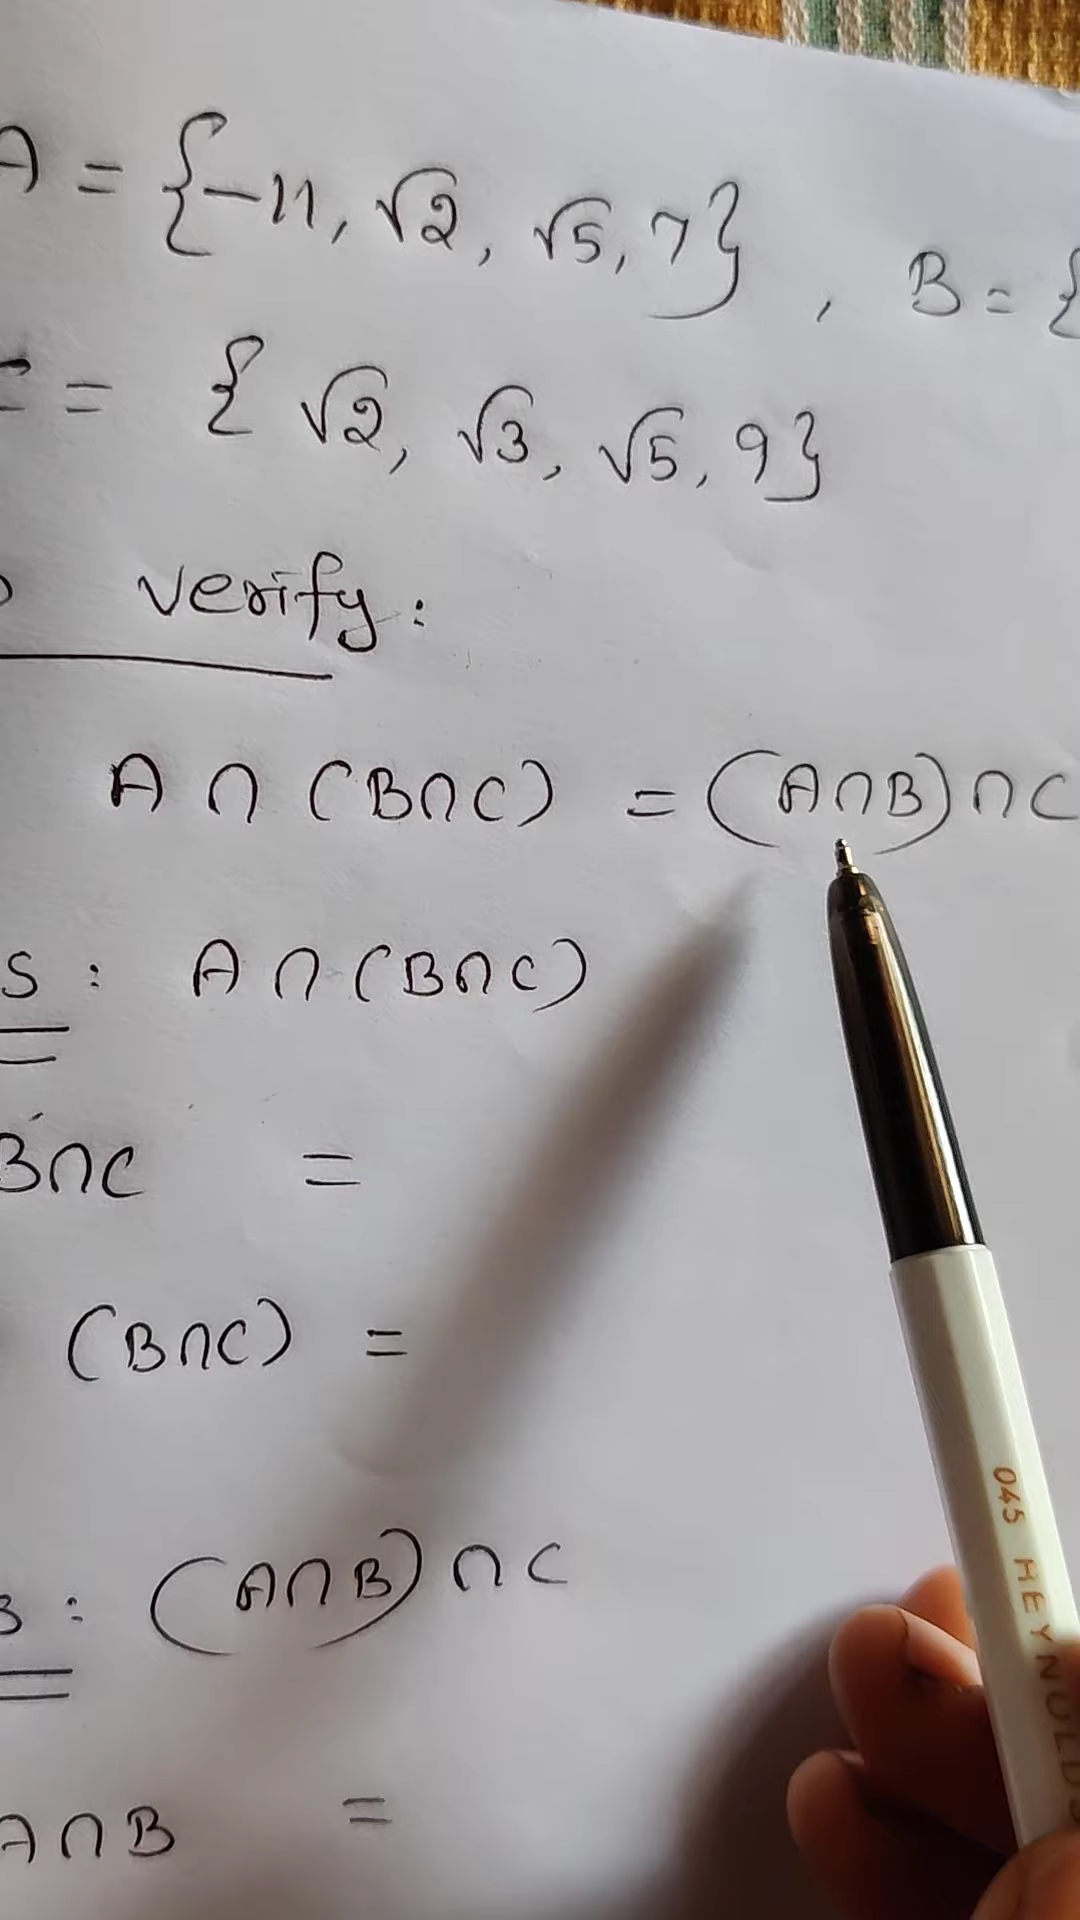 A = {-11, √2, √5, 7} , B = {
= { √2, √3, √5, 9}
verify:
A ∩ (B∩C) = (A∩B)∩C
S : A ∩ (B∩C)
B∩C =
(B∩C) =
: (A∩B)∩C
A∩B =
045 REYNOLDS